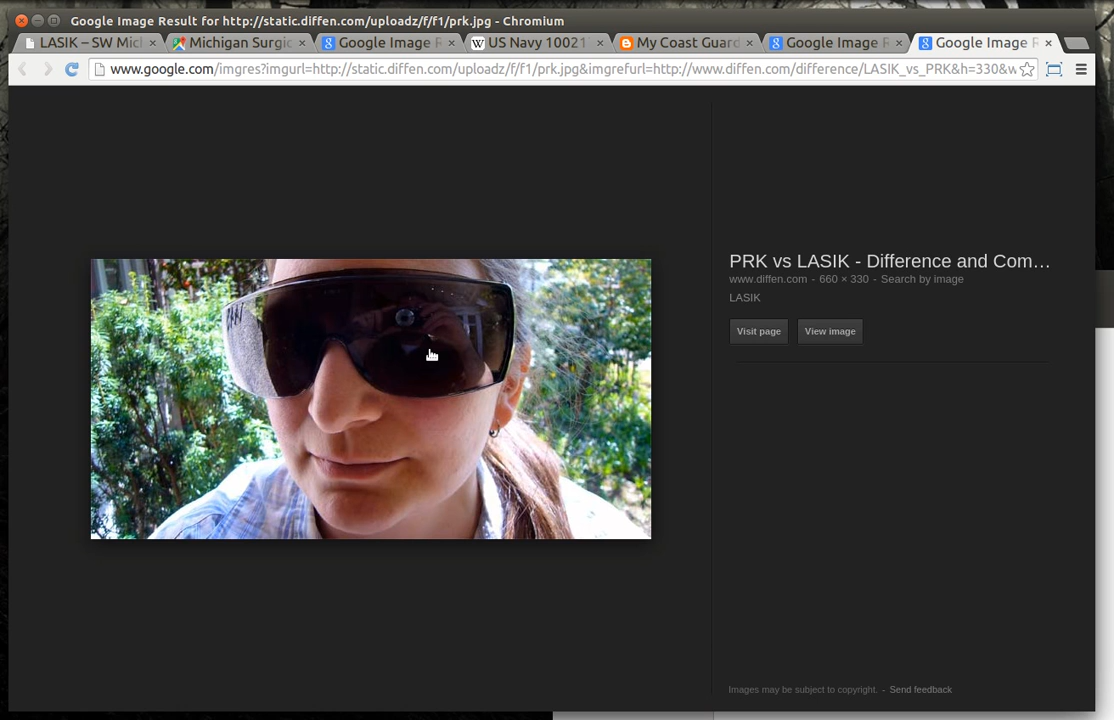 Google Image Result for http://static.diffen.com/uploadz/f/f1/prk.jpg - Chromium
LASIK – SW Micl
Michigan Surgic
Google Image R
US Navy 10021
My Coast Guard
Google Image R
Google Image R
www.google.com/imgres?imgurl=http://static.diffen.com/uploadz/f/f1/prk.jpg&imgrefurl=http://www.diffen.com/difference/LASIK_vs_PRK&h=330&w
PRK vs LASIK - Difference and Com…
www.diffen.com - 660 × 330 - Search by image
LASIK
Visit page
View image
Images may be subject to copyright. - Send feedback